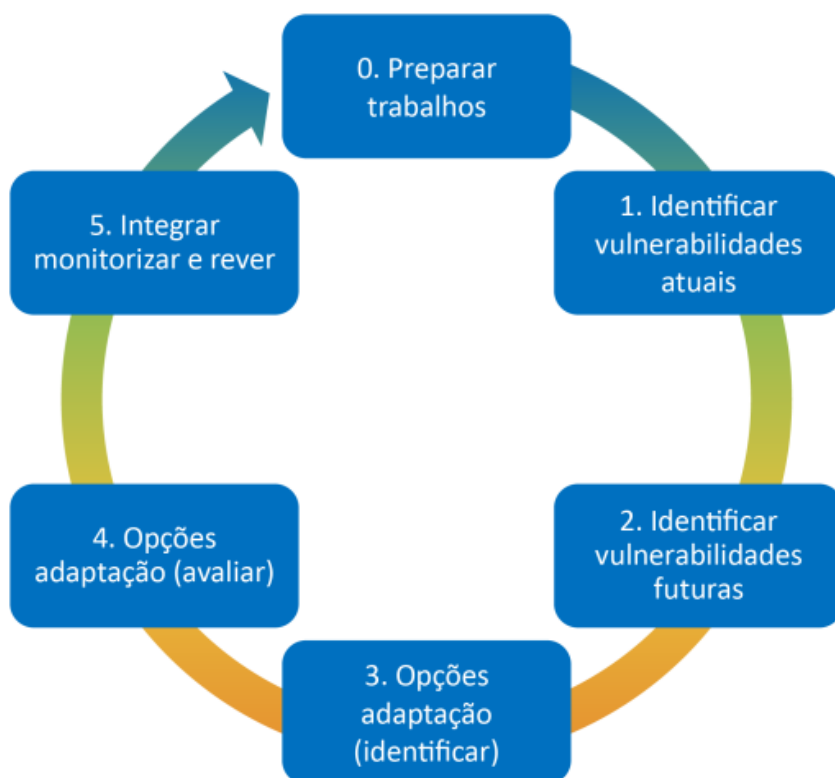 0. Preparar
trabalhos
1. Identificar
vulnerabilidades
atuais
2. Identificar
vulnerabilidades
futuras
3. Opções
adaptação
(identificar)
4. Opções
adaptação (avaliar)
5. Integrar
monitorizar e rever